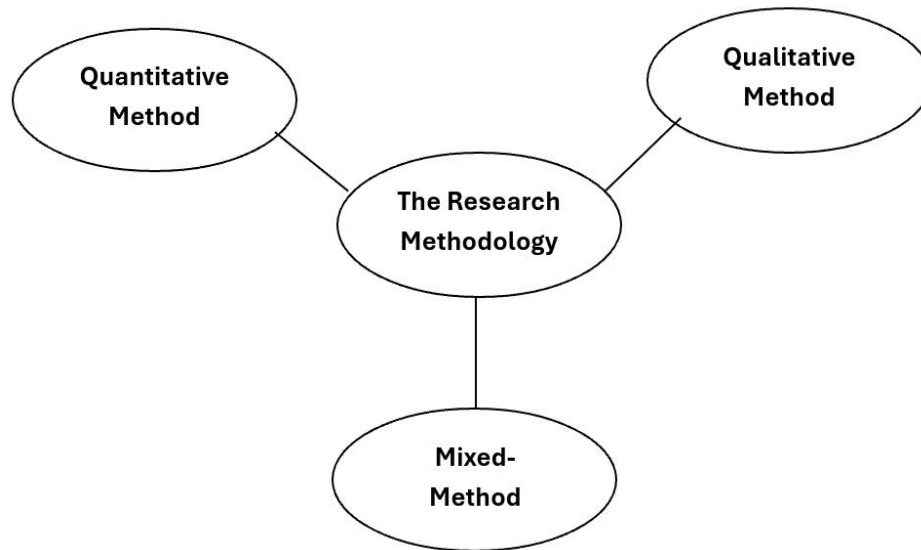 Quantitative
Method
Qualitative
Method
The Research
Methodology
Mixed-
Method